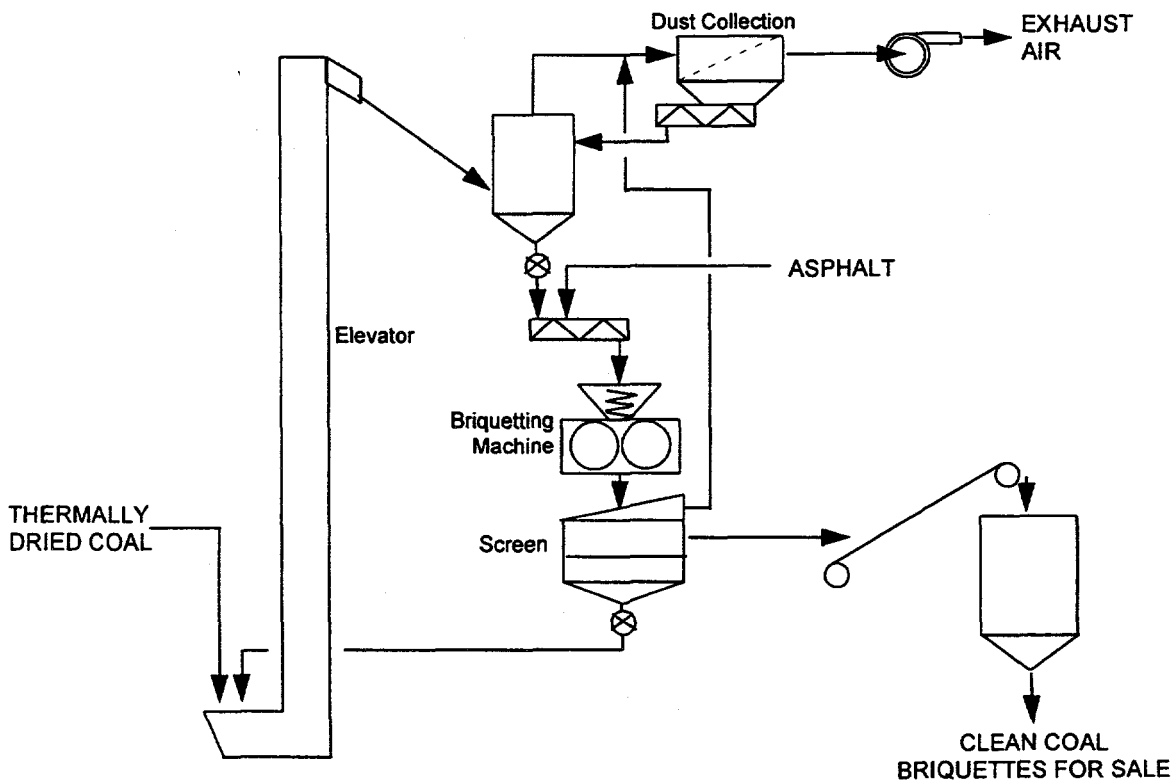 Dust Collection
EXHAUST
AIR
ASPHALT
Elevator
Briquetting
Machine
THERMALLY
DRIED COAL
Screen
CLEAN COAL
BRIQUETTES FOR SALE